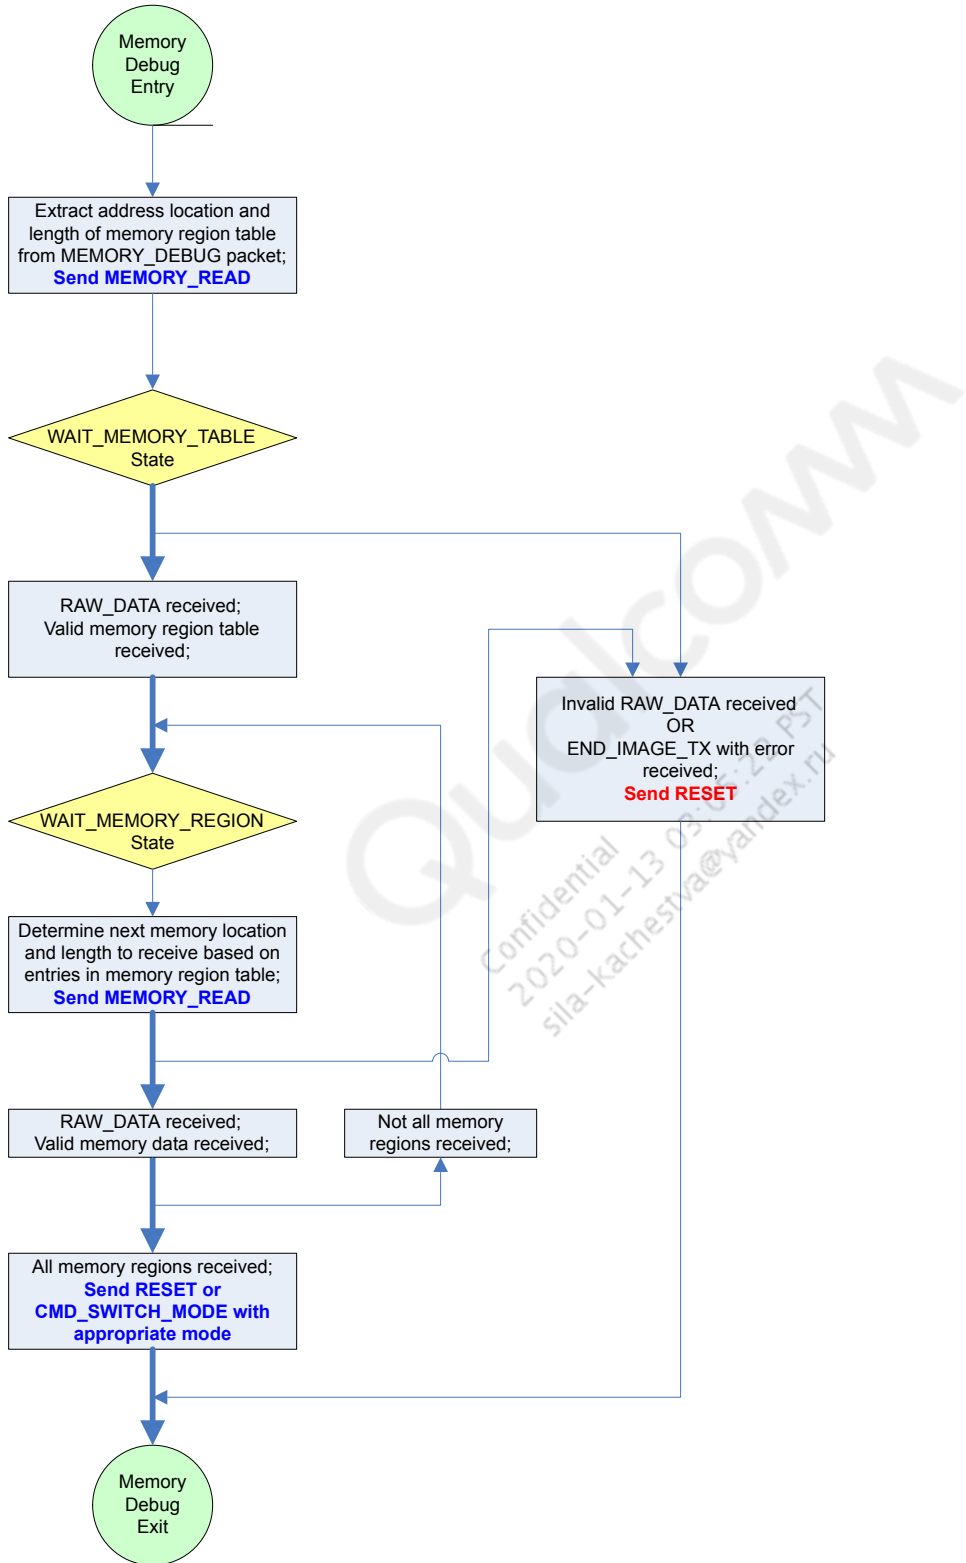 Memory
Debug
Entry
Extract address location and
length of memory region table
from MEMORY_DEBUG packet;
Send MEMORY_READ
WAIT_MEMORY_TABLE
State
RAW_DATA received;
Valid memory region table
received;
Invalid RAW_DATA received
OR
END_IMAGE_TX with error
received;
Send RESET
WAIT_MEMORY_REGION
State
Determine next memory location
and length to receive based on
entries in memory region table;
Send MEMORY_READ
RAW_DATA received;
Valid memory data received;
Not all memory
regions received;
All memory regions received;
Send RESET or
CMD_SWITCH_MODE with
appropriate mode
Memory
Debug
Exit
Qualcomm
Confidential
2020-01-13 03:05:22 PST
sila-kachestva@yandex.ru